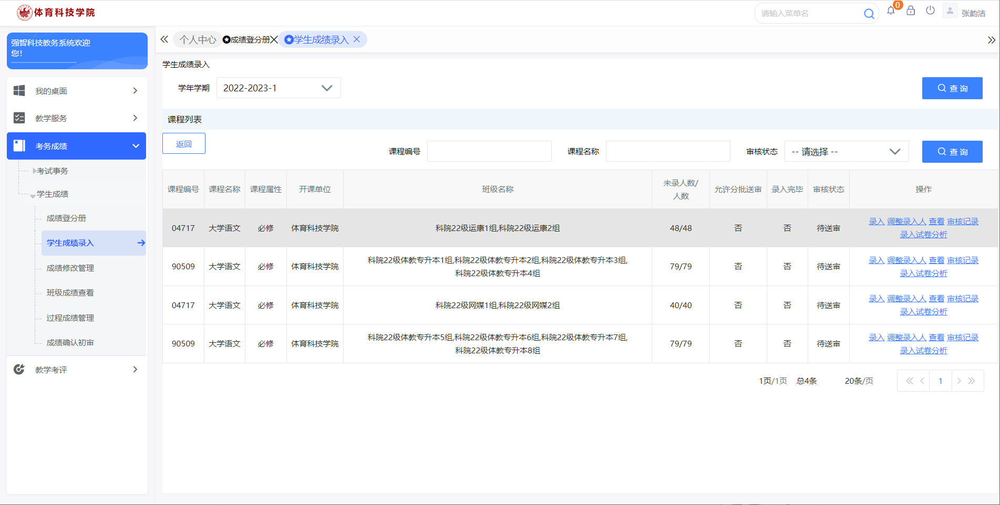 体育科技学院
请输入菜单名
0
张韵洁
强智科技教务系统欢迎
您!
我的桌面
教学服务
考务成绩
考试事务
学生成绩
成绩登分册
学生成绩录入
成绩修改管理
班级成绩查看
过程成绩管理
成绩确认初审
教学考评
个人中心 成绩登分册 学生成绩录入
学生成绩录入
学年学期 2022-2023-1 查 询
课程列表
返回
课程编号 课程名称 审核状态 -- 请选择 -- 查 询
课程编号 课程名称 课程属性 开课单位 班级名称 未录人数/ 允许分批送审 录入完毕 审核状态 操作
人数
04717 大学语文 必修 体育科技学院 科院22级运康1组,科院22级运康2组 48/48 否 否 待送审 录入 调整录入人 查看 审核记录
录入试卷分析
90509 大学语文 必修 体育科技学院 科院22级体教专升本1组,科院22级体教专升本2组,科院22级体教专升本3组, 79/79 否 否 待送审 录入 调整录入人 查看 审核记录
科院22级体教专升本4组 录入试卷分析
04717 大学语文 必修 体育科技学院 科院22级网媒1组,科院22级网媒2组 40/40 否 否 待送审 录入 调整录入人 查看 审核记录
录入试卷分析
90509 大学语文 必修 体育科技学院 科院22级体教专升本5组,科院22级体教专升本6组,科院22级体教专升本7组, 79/79 否 否 待送审 录入 调整录入人 查看 审核记录
科院22级体教专升本8组 录入试卷分析
1页/1页 总4条 20条/页 1